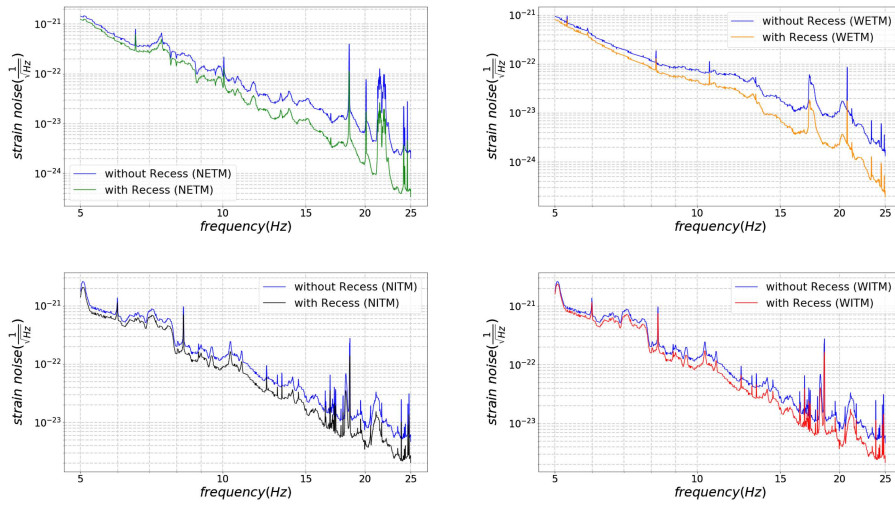 10⁻²¹
10⁻²²
10⁻²³
10⁻²⁴
strain noise(1/√Hz)
without Recess (NETM)
with Recess (NETM)
5 10 15 20 25
frequency(Hz)
10⁻²¹
10⁻²²
10⁻²³
10⁻²⁴
strain noise(1/√Hz)
without Recess (WETM)
with Recess (WETM)
5 10 15 20 25
frequency(Hz)
10⁻²¹
10⁻²²
10⁻²³
strain noise(1/√Hz)
without Recess (NITM)
with Recess (NITM)
5 10 15 20 25
frequency(Hz)
10⁻²¹
10⁻²²
10⁻²³
strain noise(1/√Hz)
without Recess (WITM)
with Recess (WITM)
5 10 15 20 25
frequency(Hz)